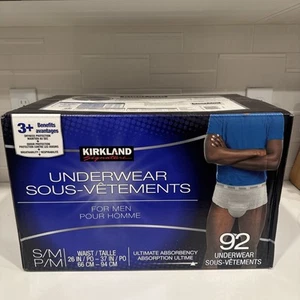 3+ Benefits
avantages
KIRKLAND
Signature
UNDERWEAR
SOUS-VÊTEMENTS
FOR MEN
POUR HOMME
S/M
P/M
WAIST / TAILLE
26 IN / PO – 37 IN / PO
66 CM – 94 CM
ULTIMATE ABSORBENCY
ABSORPTION ULTIME
92
UNDERWEAR
SOUS-VÊTEMENTS